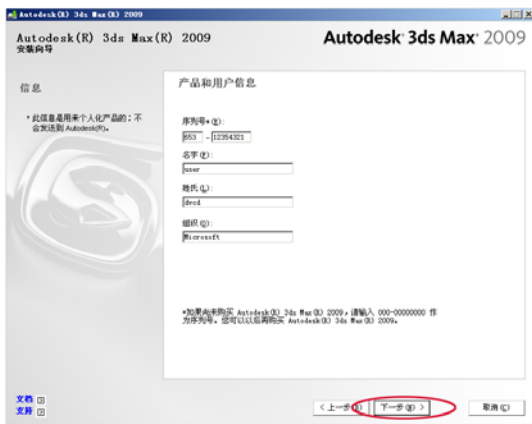 Autodesk(R) 3ds Max(R) 2009
Autodesk(R) 3ds Max(R) 2009
安装向导
Autodesk® 3ds Max® 2009
信息
*此信息是用来个人化产品的；不
会发送到 Autodesk(R)。
产品和用户信息
序列号*(X):
653 - 12354321
名字(F):
user
姓氏(L):
dvcd
组织(O):
Microsoft
*如果尚未购买 Autodesk(R) 3ds Max(R) 2009，请输入 000-00000000 作
为序列号。您可以以后再购买 Autodesk(R) 3ds Max(R) 2009。
文档
支持
<上一步 下一步(N) > 取消(C)